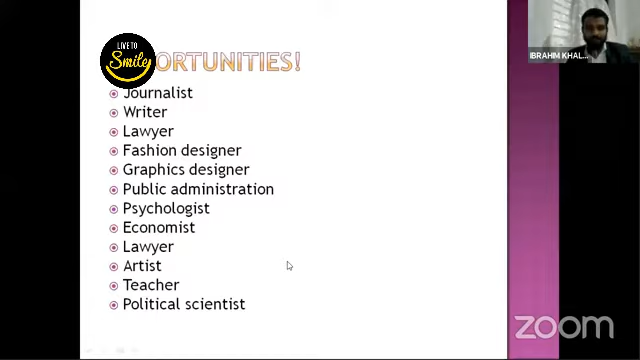 LIVE TO
Smile
PORTUNITIES!
Journalist
Writer
Lawyer
Fashion designer
Graphics designer
Public administration
Psychologist
Economist
Lawyer
Artist
Teacher
Political scientist
IBRAHIM KHAL...
zoom